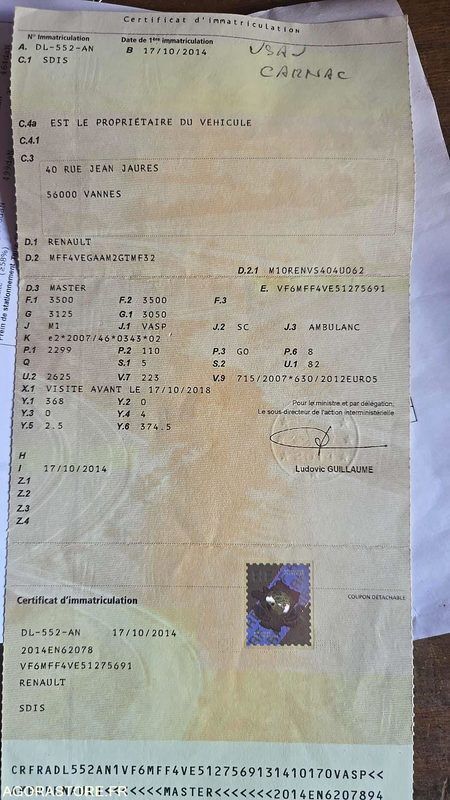 Certificat d'immatriculation
N° Immatriculation Date de 1ère immatriculation
A. DL-552-AN B 17/10/2014
C.1 SDIS
USAV
CARNAC
C.4a EST LE PROPRIÉTAIRE DU VEHICULE
C.4.1
C.3
40 RUE JEAN JAURES
56000 VANNES
D.1 RENAULT
D.2 MFF4VEGAAM2GTMF32
D.2.1 M10RENVS404U062
D.3 MASTER E. VF6MFF4VE51275691
F.1 3500 F.2 3500 F.3
G 3125 G.1 3050
J M1 J.1 VASP J.2 SC J.3 AMBULANC
K e2*2007/46*0343*02
P.1 2299 P.2 110 P.3 GO P.6 8
Q S.1 5 S.2 U.1 82
U.2 2625 V.7 223 V.9 715/2007*630/2012EURO5
X.1 VISITE AVANT LE 17/10/2018
Y.1 368 Y.2 0
Y.3 0 Y.4 4
Y.5 2.5 Y.6 374.5
Pour le ministre et par délégation,
Le sous-directeur de l'action interministérielle
Ludovic GUILLAUME
H
I 17/10/2014
Z.1
Z.2
Z.3
Z.4
Certificat d'immatriculation COUPON DÉTACHABLE
DL-552-AN 17/10/2014
2014EN62078
VF6MFF4VE51275691
RENAULT
SDIS
CRFRADL552AN1VF6MFF4VE51275691314101 70VASP<<
AGORASTORE.FR
<<<<<MASTER<<<<<<<2014EN6207894